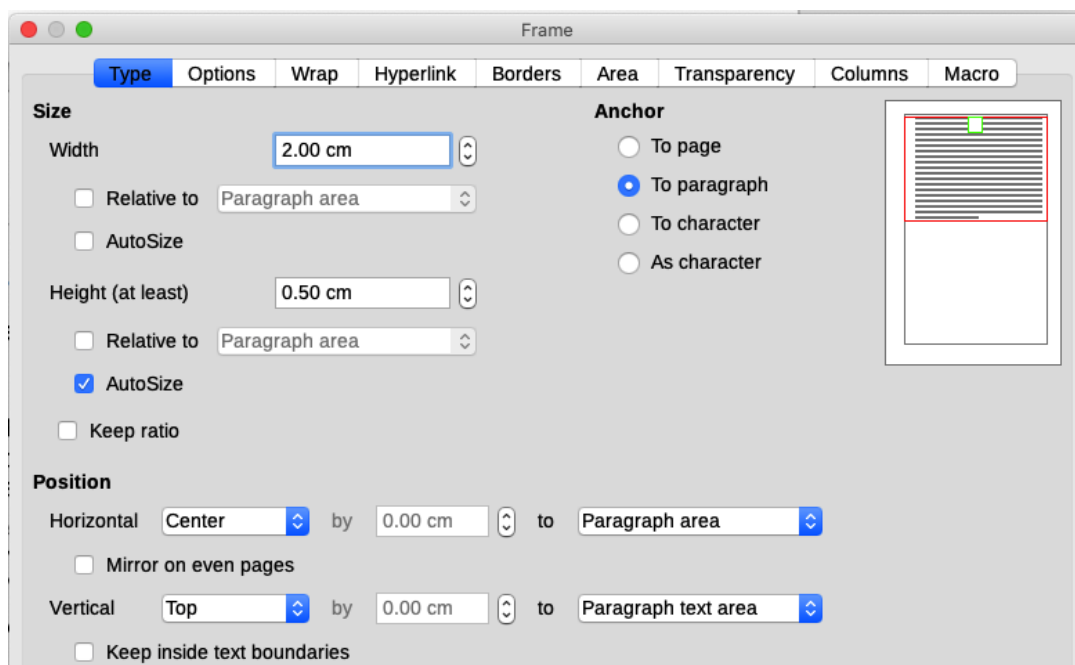 Frame
Type Options Wrap Hyperlink Borders Area Transparency Columns Macro
Size
Width 2.00 cm
Relative to Paragraph area
AutoSize
Height (at least) 0.50 cm
Relative to Paragraph area
AutoSize
Keep ratio
Anchor
To page
To paragraph
To character
As character
Position
Horizontal Center by 0.00 cm to Paragraph area
Mirror on even pages
Vertical Top by 0.00 cm to Paragraph text area
Keep inside text boundaries